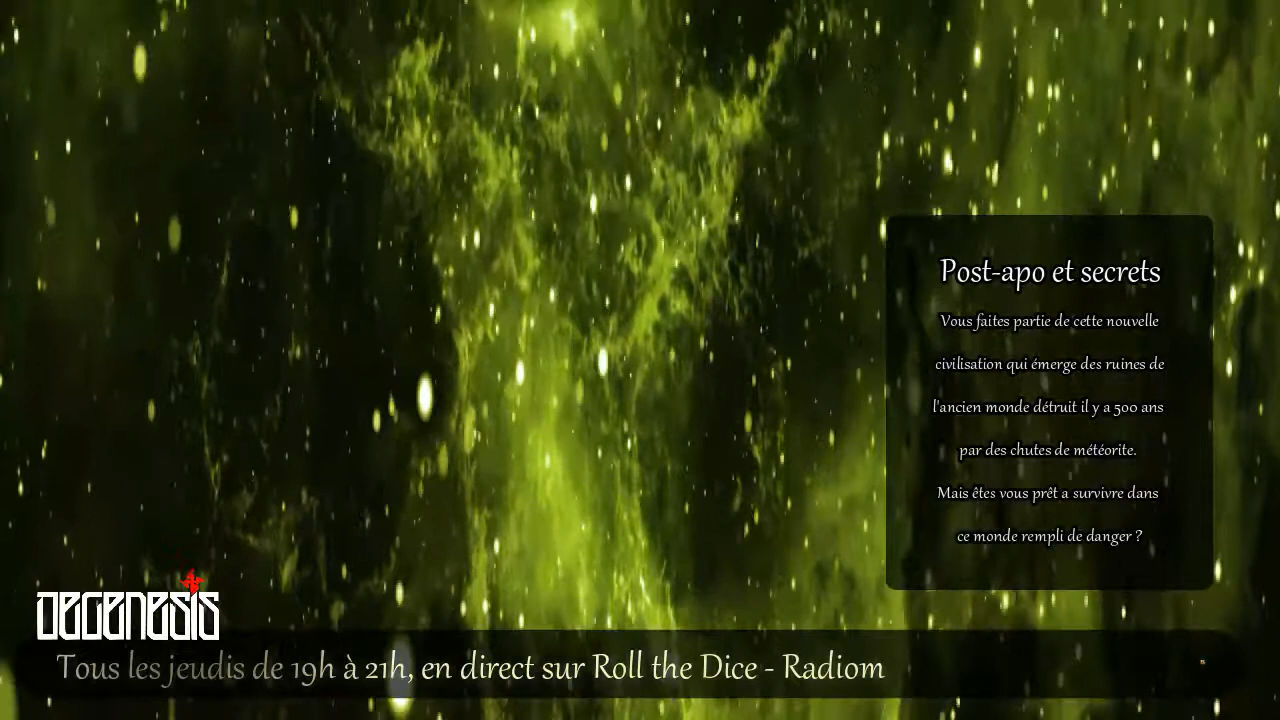 Post-apo et secrets
Vous faites partie de cette nouvelle
civilisation qui émerge des ruines de
l'ancien monde détruit il y a 500 ans
par des chutes de météorite.
Mais êtes vous prêt a survivre dans
ce monde rempli de danger ?
DEGENESIS
Tous les jeudis de 19h à 21h, en direct sur Roll the Dice - Radiom